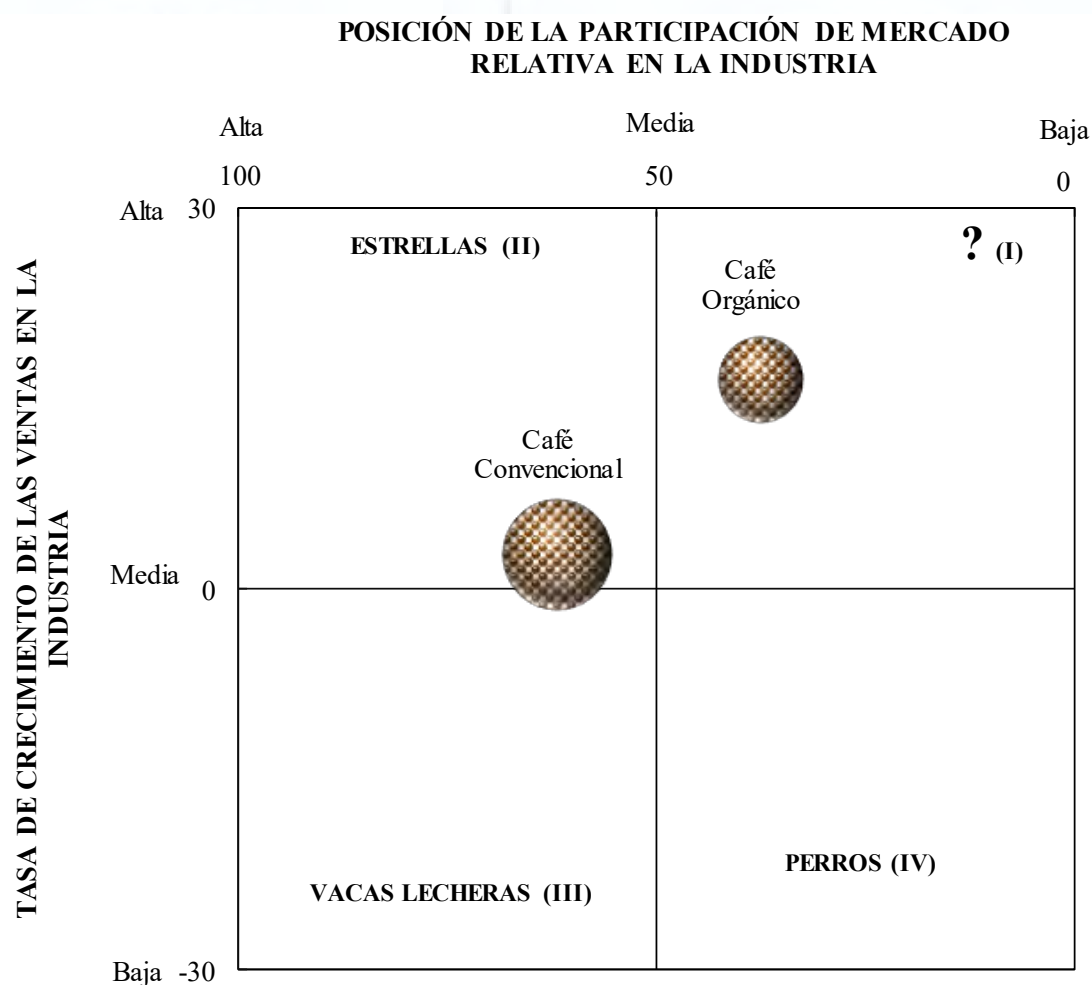 POSICIÓN DE LA PARTICIPACIÓN DE MERCADO
RELATIVA EN LA INDUSTRIA
Alta
Media
Baja
100
50
0
Alta 30
ESTRELLAS (II)
? (I)
Café
Orgánico
Café
Convencional
TASA DE CRECIMIENTO DE LAS VENTAS EN LA
INDUSTRIA
Media 0
PERROS (IV)
VACAS LECHERAS (III)
Baja -30